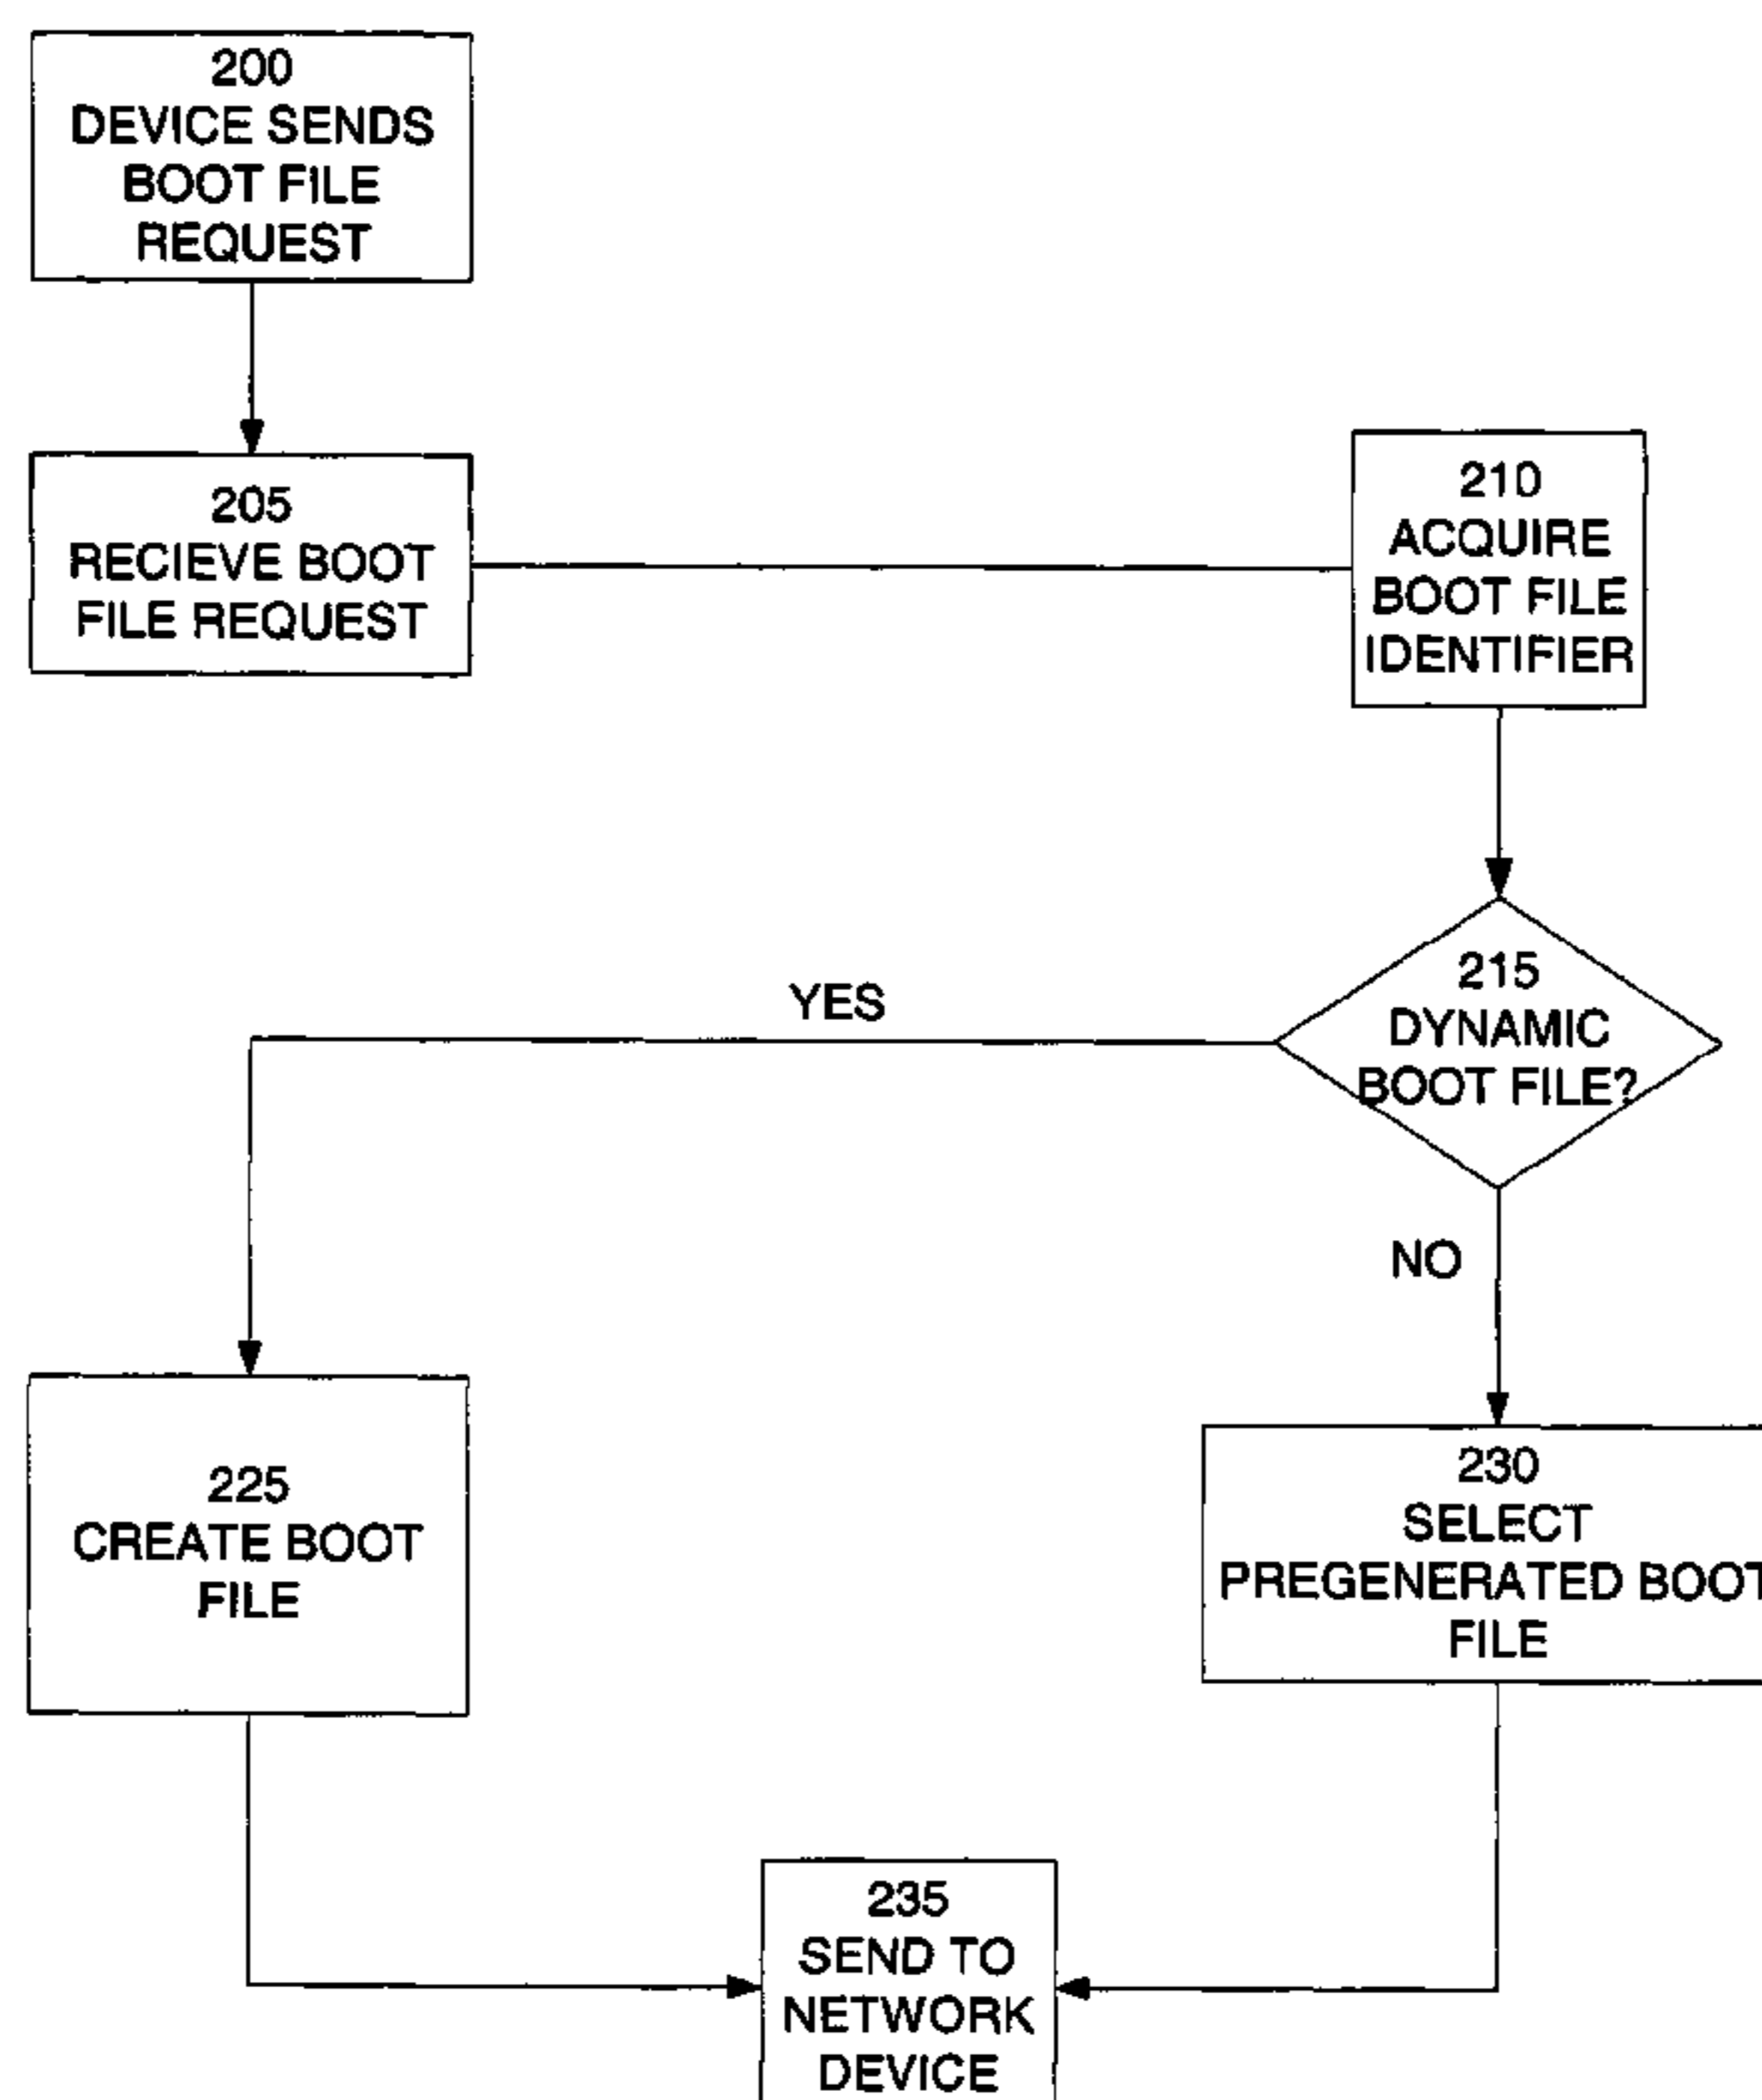 200
DEVICE SENDS
BOOT FILE
REQUEST
205
RECIEVE BOOT
FILE REQUEST
210
ACQUIRE
BOOT FILE
IDENTIFIER
215
DYNAMIC
BOOT FILE?
YES
NO
225
CREATE BOOT
FILE
230
SELECT
PREGENERATED BOOT
FILE
235
SEND TO
NETWORK
DEVICE